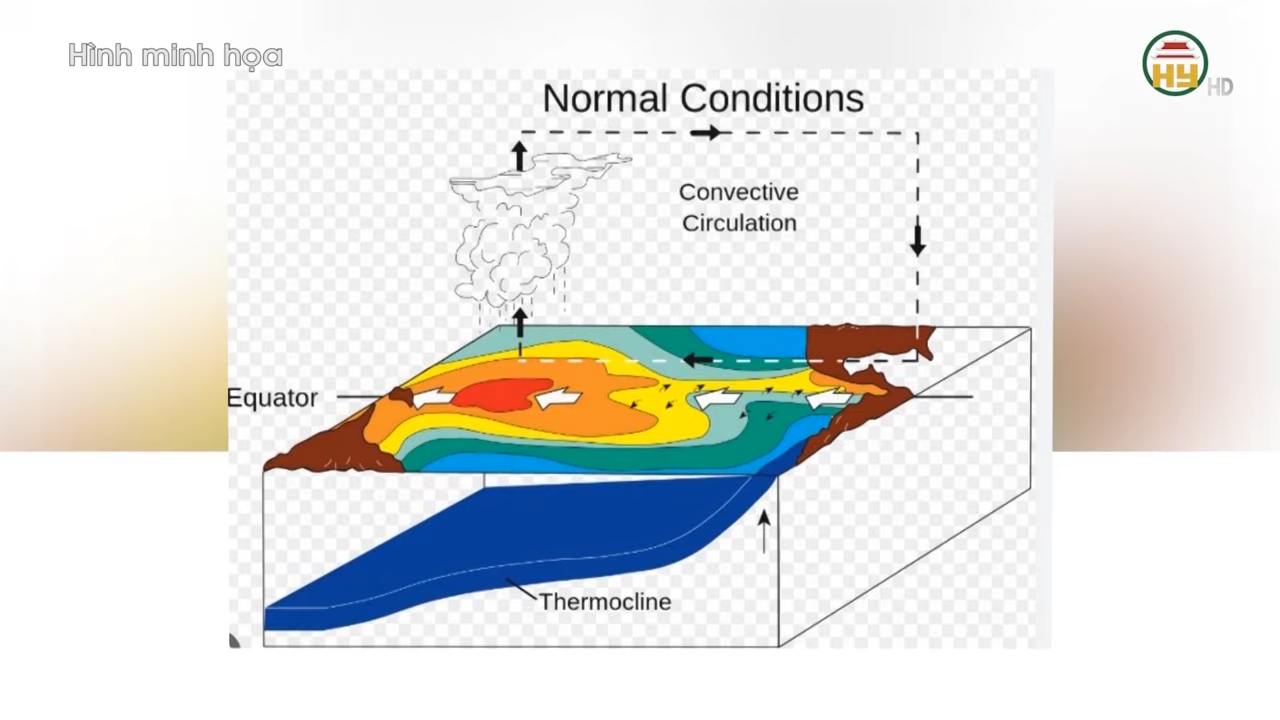 Hình minh họa
HY HD
Normal Conditions
Convective
Circulation
Equator
Thermocline